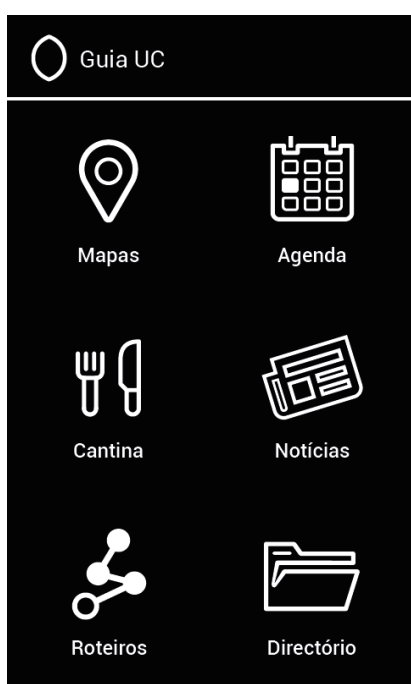 Guia UC
Mapas
Agenda
Cantina
Notícias
Roteiros
Directório